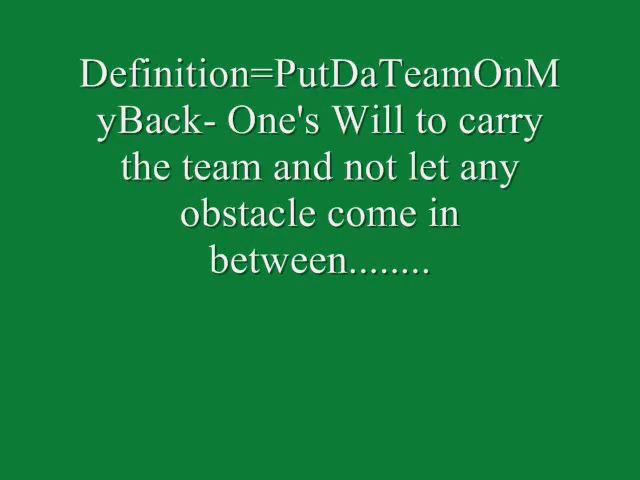 Definition=PutDaTeamOnM
yBack- One's Will to carry
the team and not let any
obstacle come in
between........